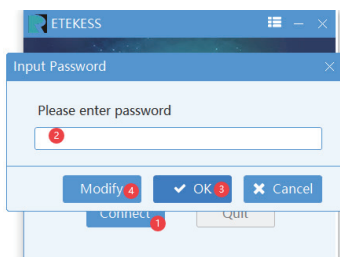 ETEKESS
Input Password
Please enter password
2
Modify 4 OK 3 Cancel
Connect 1 Quit